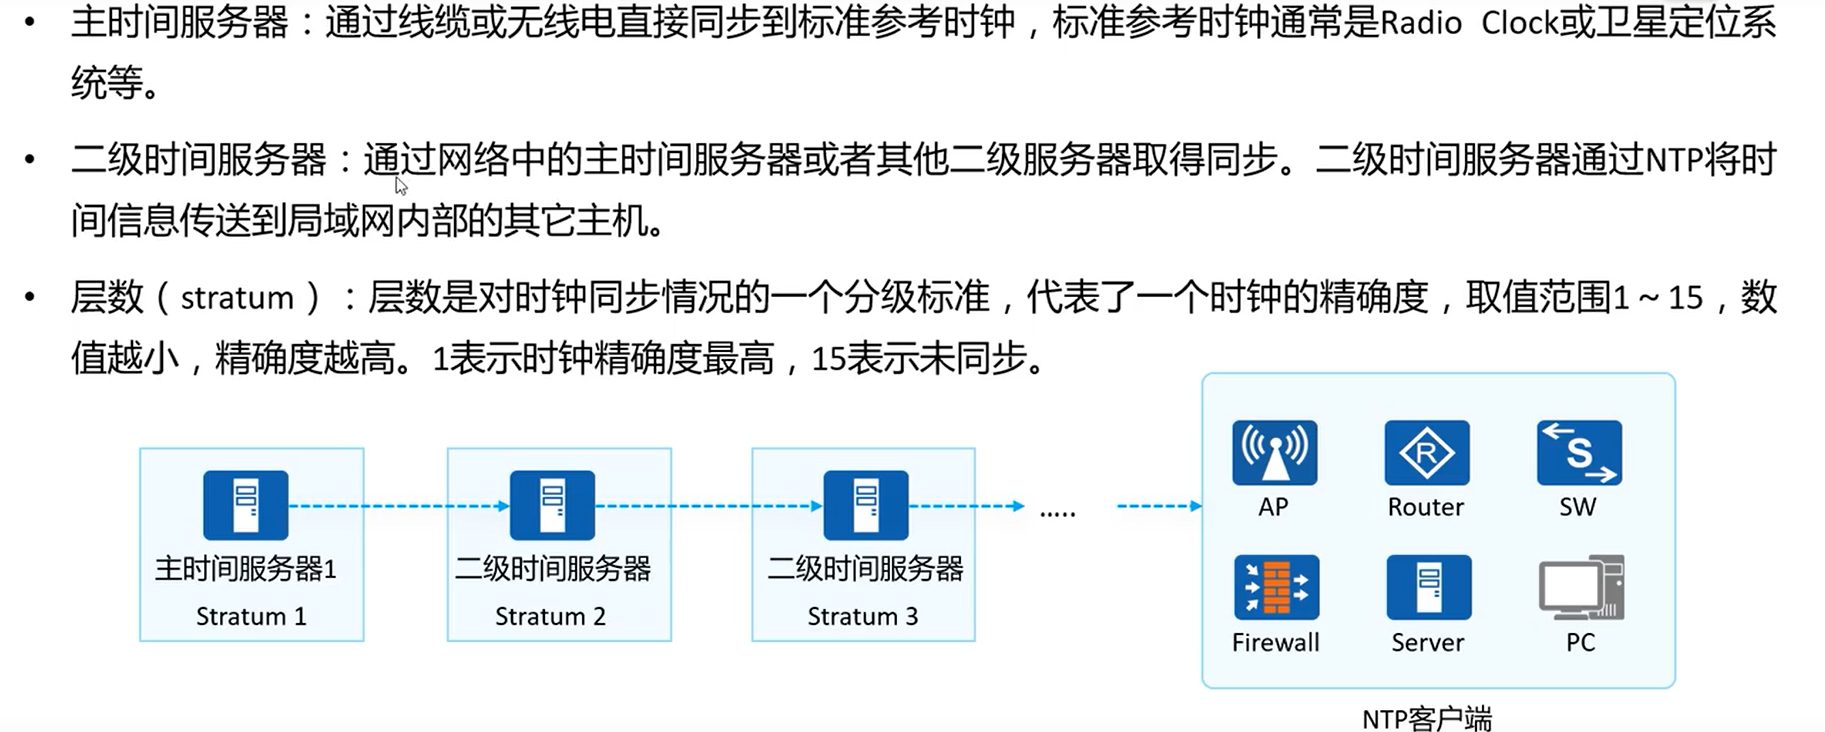 • 主时间服务器：通过线缆或无线电直接同步到标准参考时钟，标准参考时钟通常是Radio Clock或卫星定位系
统等。
• 二级时间服务器：通过网络中的主时间服务器或者其他二级服务器取得同步。二级时间服务器通过NTP将时
间信息传送到局域网内部的其它主机。
• 层数（stratum）：层数是对时钟同步情况的一个分级标准，代表了一个时钟的精确度，取值范围1～15，数
值越小，精确度越高。1表示时钟精确度最高，15表示未同步。
主时间服务器1
Stratum 1
二级时间服务器
Stratum 2
二级时间服务器
Stratum 3
.....
AP
Router
SW
Firewall
Server
PC
NTP客户端